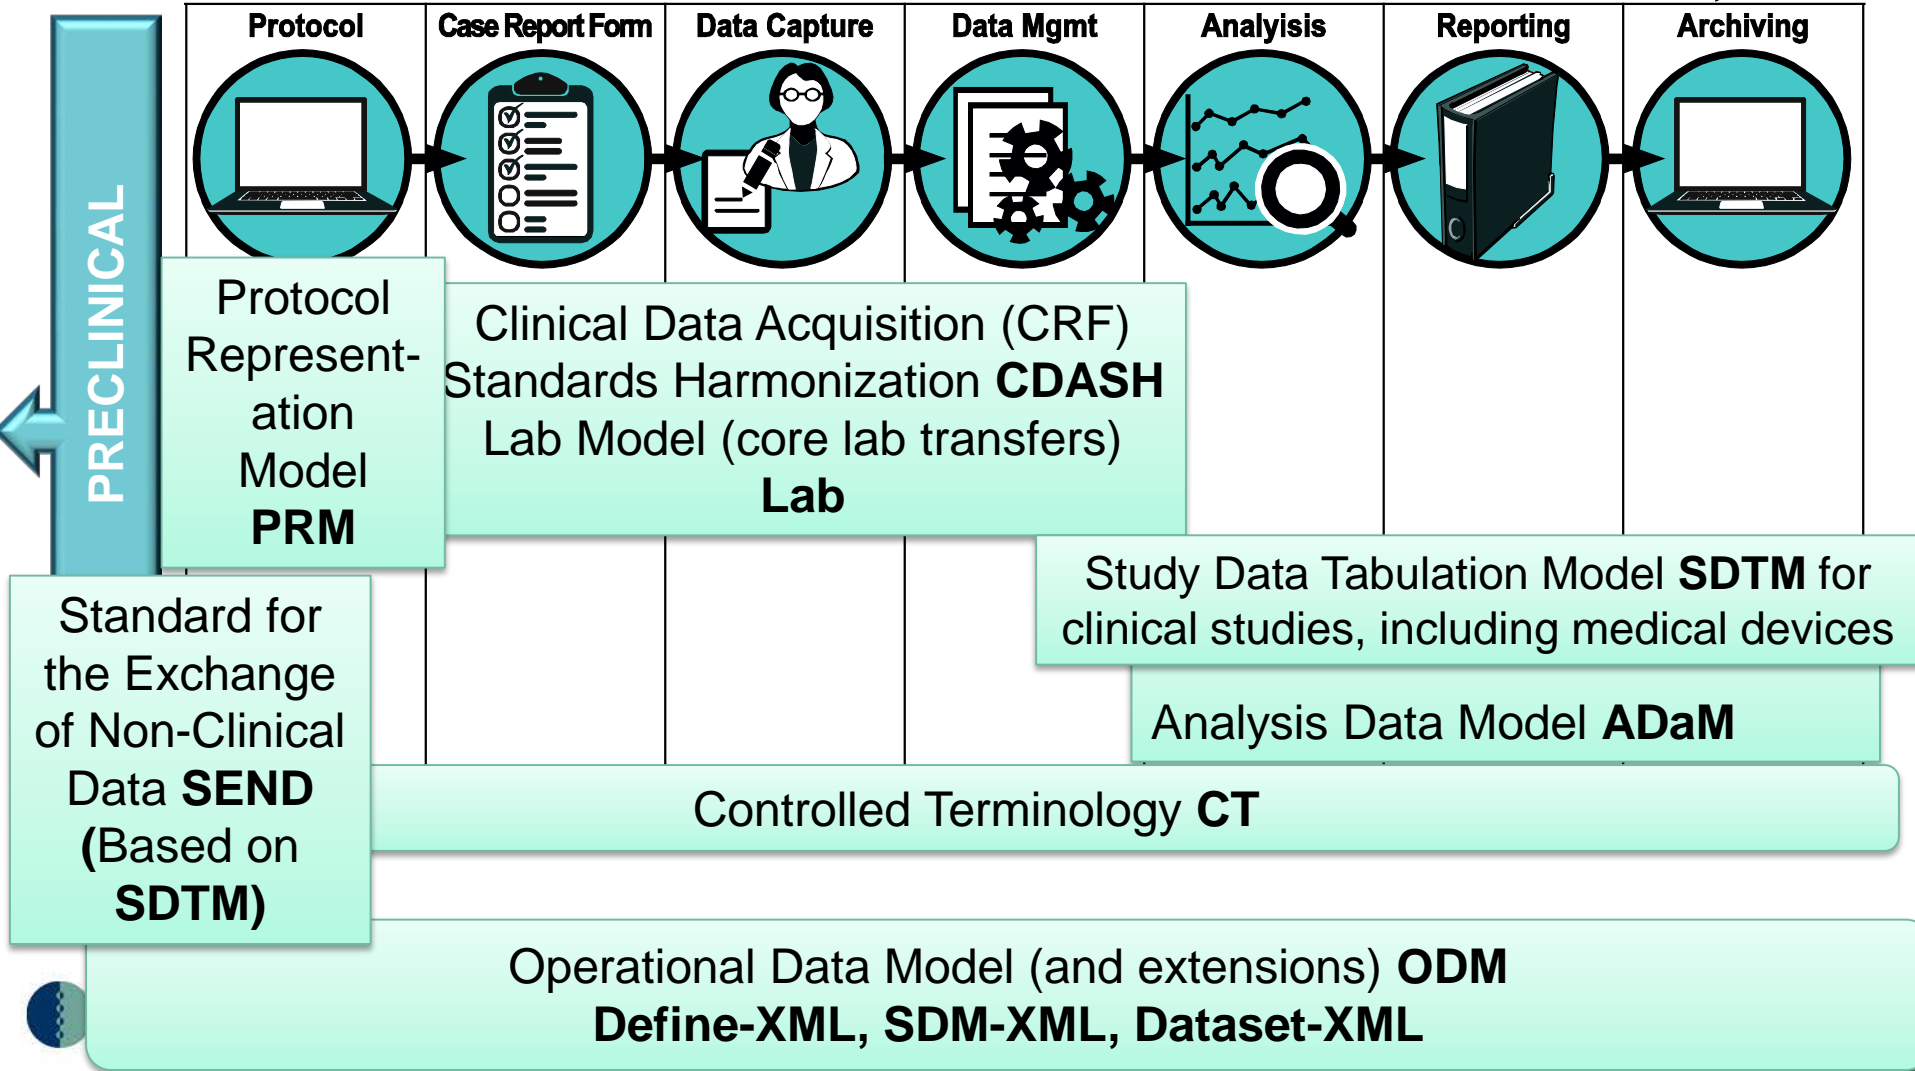 Protocol
Case Report Form
Data Capture
Data Mgmt
Analyisis
Reporting
Archiving
PRECLINICAL
Protocol
Represent-
ation
Model
PRM
Clinical Data Acquisition (CRF)
Standards Harmonization CDASH
Lab Model (core lab transfers)
Lab
Study Data Tabulation Model SDTM for
clinical studies, including medical devices
Analysis Data Model ADaM
Standard for
the Exchange
of Non-Clinical
Data SEND
(Based on
SDTM)
Controlled Terminology CT
Operational Data Model (and extensions) ODM
Define-XML, SDM-XML, Dataset-XML